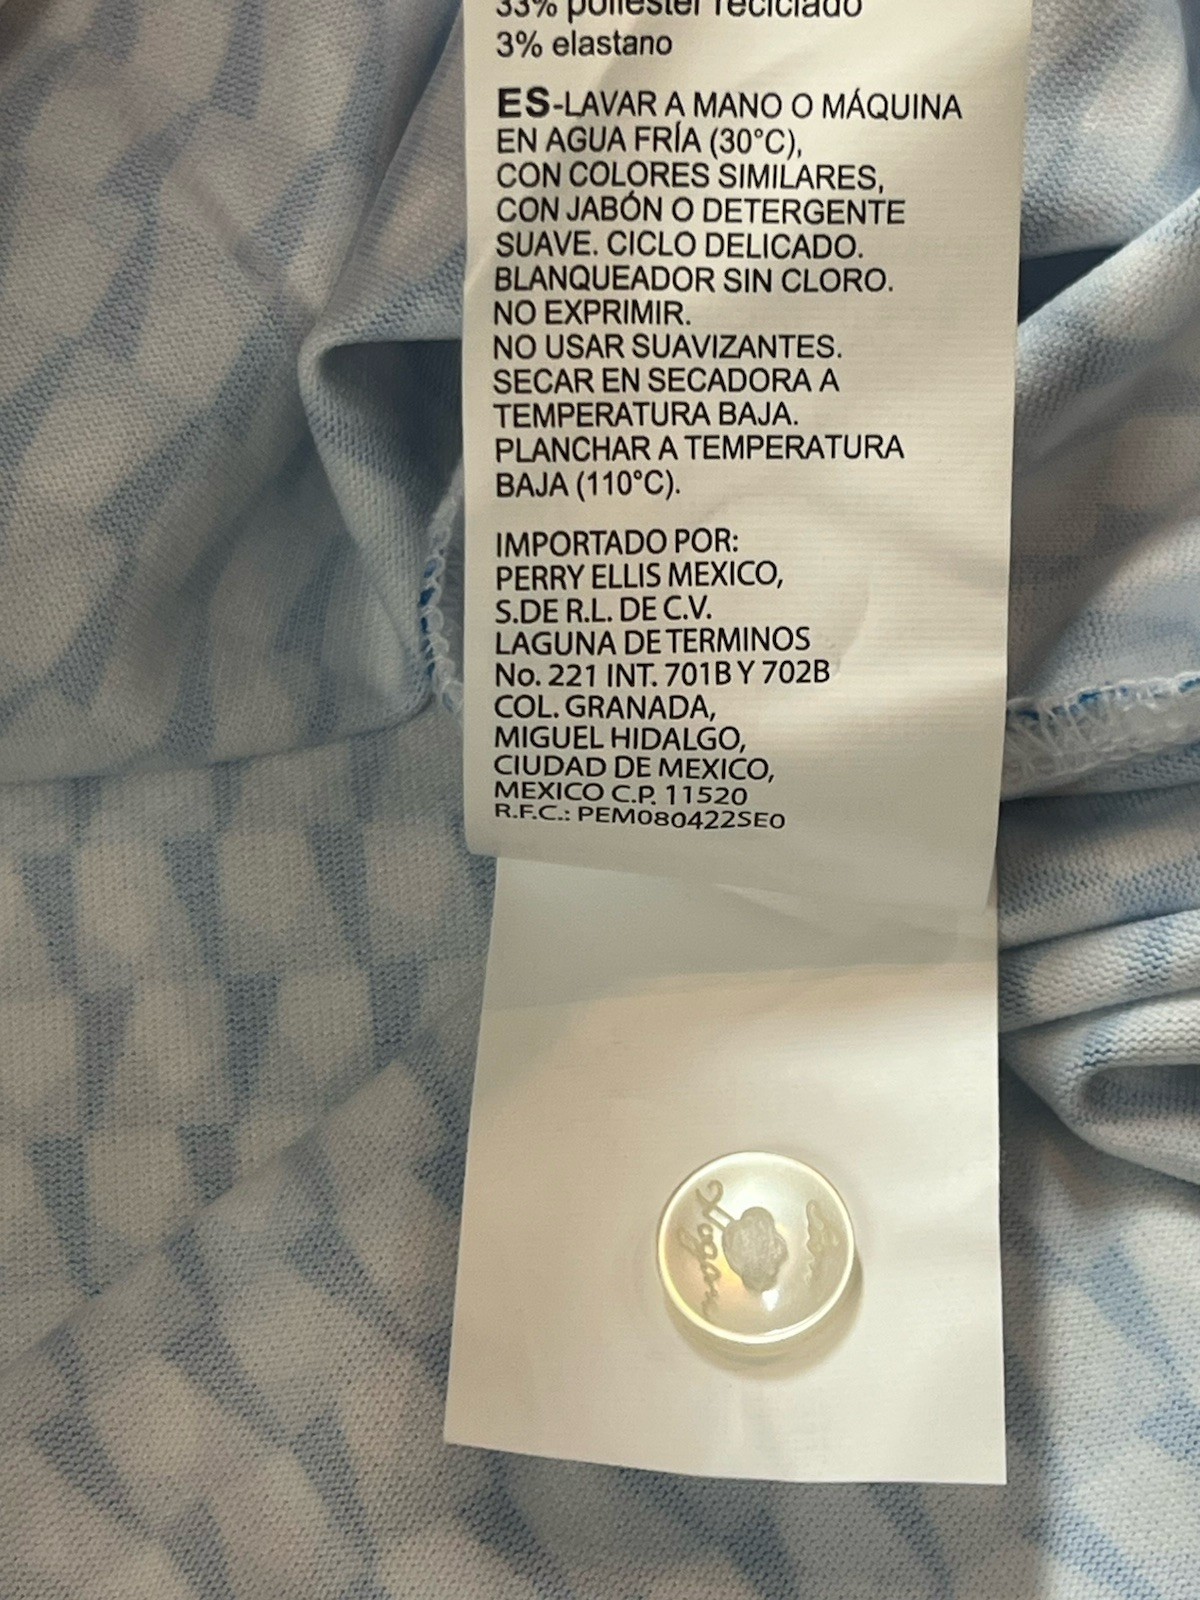 33% poliéster reciclado
3% elastano
ES-LAVAR A MANO O MÁQUINA
EN AGUA FRÍA (30°C),
CON COLORES SIMILARES,
CON JABÓN O DETERGENTE
SUAVE. CICLO DELICADO.
BLANQUEADOR SIN CLORO.
NO EXPRIMIR.
NO USAR SUAVIZANTES.
SECAR EN SECADORA A
TEMPERATURA BAJA.
PLANCHAR A TEMPERATURA
BAJA (110°C).
IMPORTADO POR:
PERRY ELLIS MEXICO,
S.DE R.L. DE C.V.
LAGUNA DE TERMINOS
No. 221 INT. 701B Y 702B
COL. GRANADA,
MIGUEL HIDALGO,
CIUDAD DE MEXICO,
MEXICO C.P. 11520
R.F.C.: PEM080422SE0